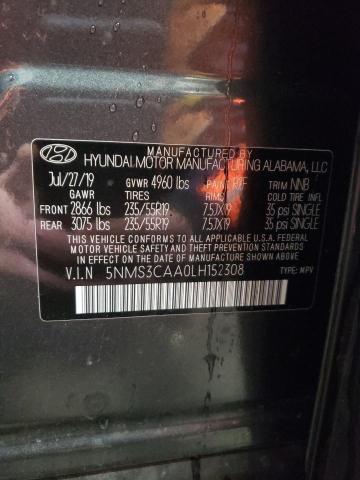 MANUFACTURED BY
HYUNDAI MOTOR MANUFACTURING ALABAMA, LLC
Jul/27/19 GVWR 4960 lbs PAINT R2F TRIM NNB
GAWR TIRES RIMS COLD TIRE INFL
FRONT 2866 lbs 235/55R19 7.5JX19 35 psi SINGLE
REAR 3075 lbs 235/55R19 7.5JX19 35 psi SINGLE
THIS VEHICLE CONFORMS TO ALL APPLICABLE U.S.A. FEDERAL
MOTOR VEHICLE SAFETY AND THEFT PREVENTION STANDARDS
IN EFFECT ON THE DATE OF MANUFACTURE SHOWN ABOVE.
V.I.N 5NMS3CAA0LH152308 TYPE: MPV